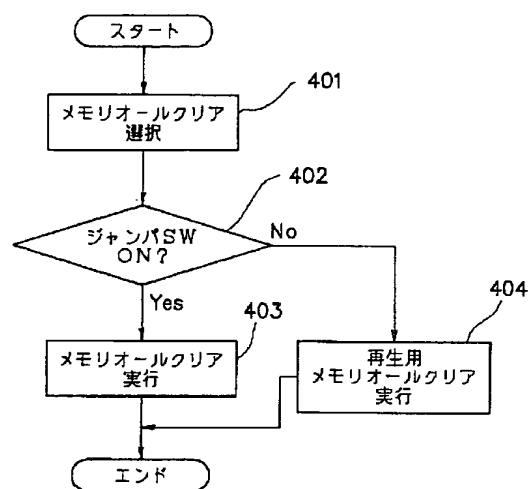 スタート
401
メモリオールクリア
選択
402
ジャンパSW
ON?
No
Yes
403
メモリオールクリア
実行
404
再生用
メモリオールクリア
実行
エンド